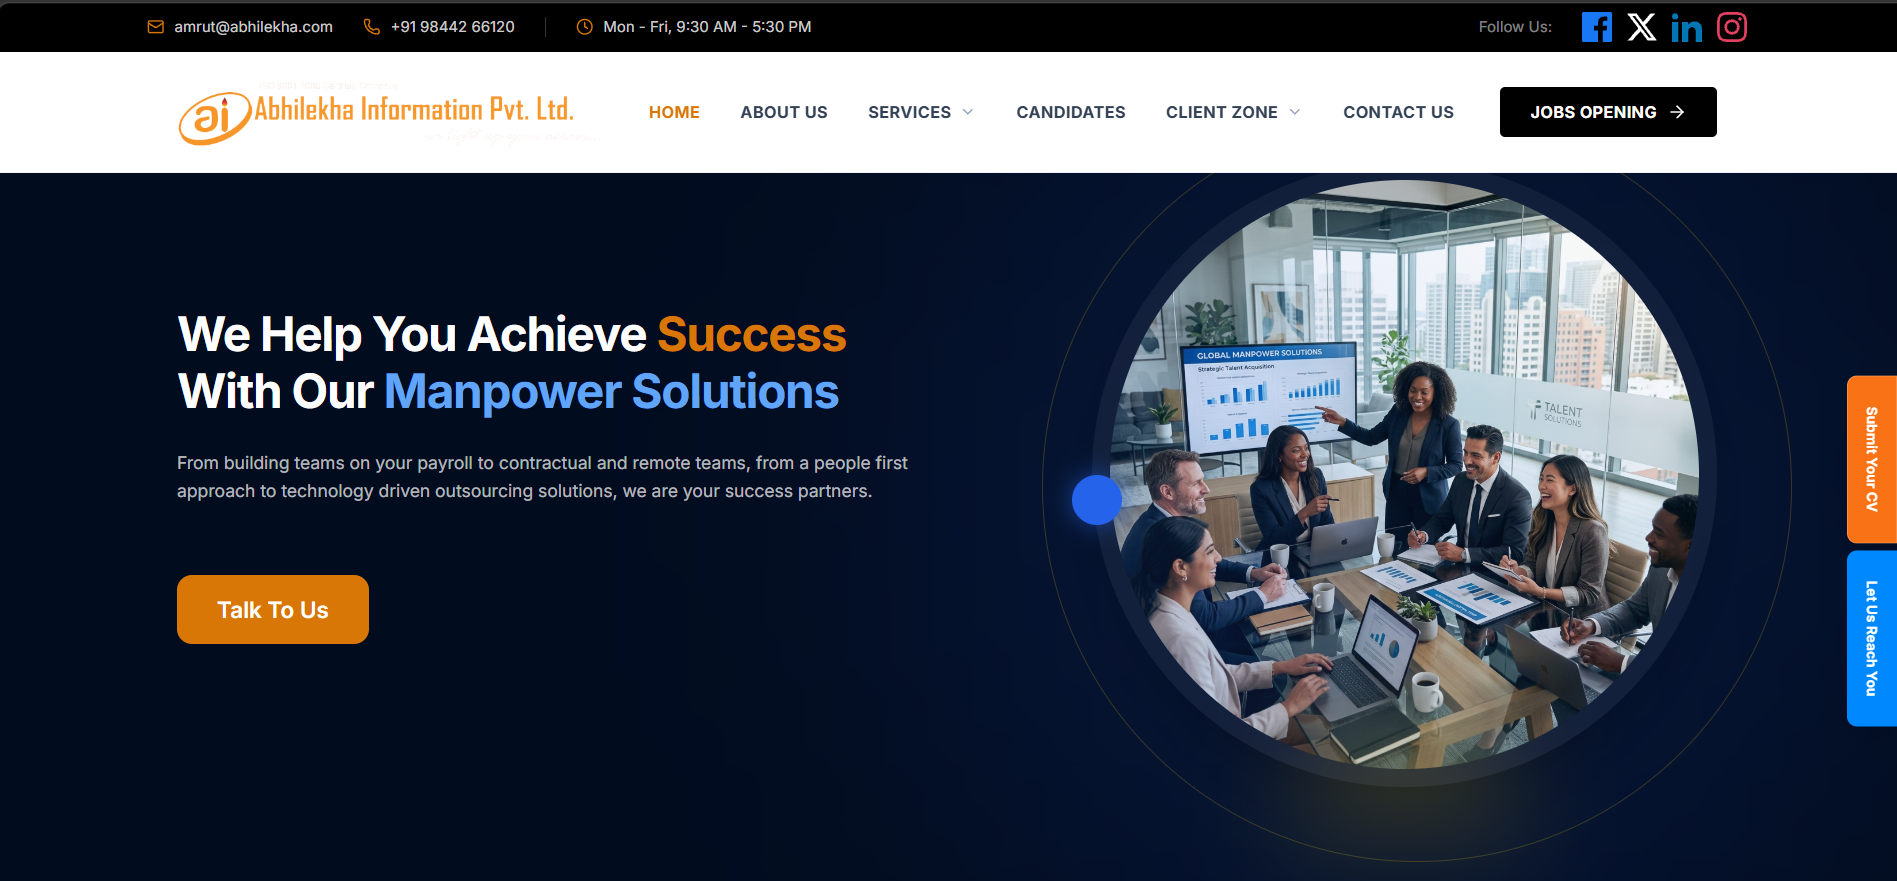 amrut@abhilekha.com
+91 98442 66120
Mon - Fri, 9:30 AM - 5:30 PM
Follow Us:
ai Abhilekha Information Pvt. Ltd.
HOME
ABOUT US
SERVICES
CANDIDATES
CLIENT ZONE
CONTACT US
JOBS OPENING
We Help You Achieve Success
With Our Manpower Solutions
From building teams on your payroll to contractual and remote teams, from a people first
approach to technology driven outsourcing solutions, we are your success partners.
Talk To Us
GLOBAL MANPOWER SOLUTIONS
Strategic Talent Acquisition
TALENT
SOLUTIONS
Submit Your CV
Let Us Reach You